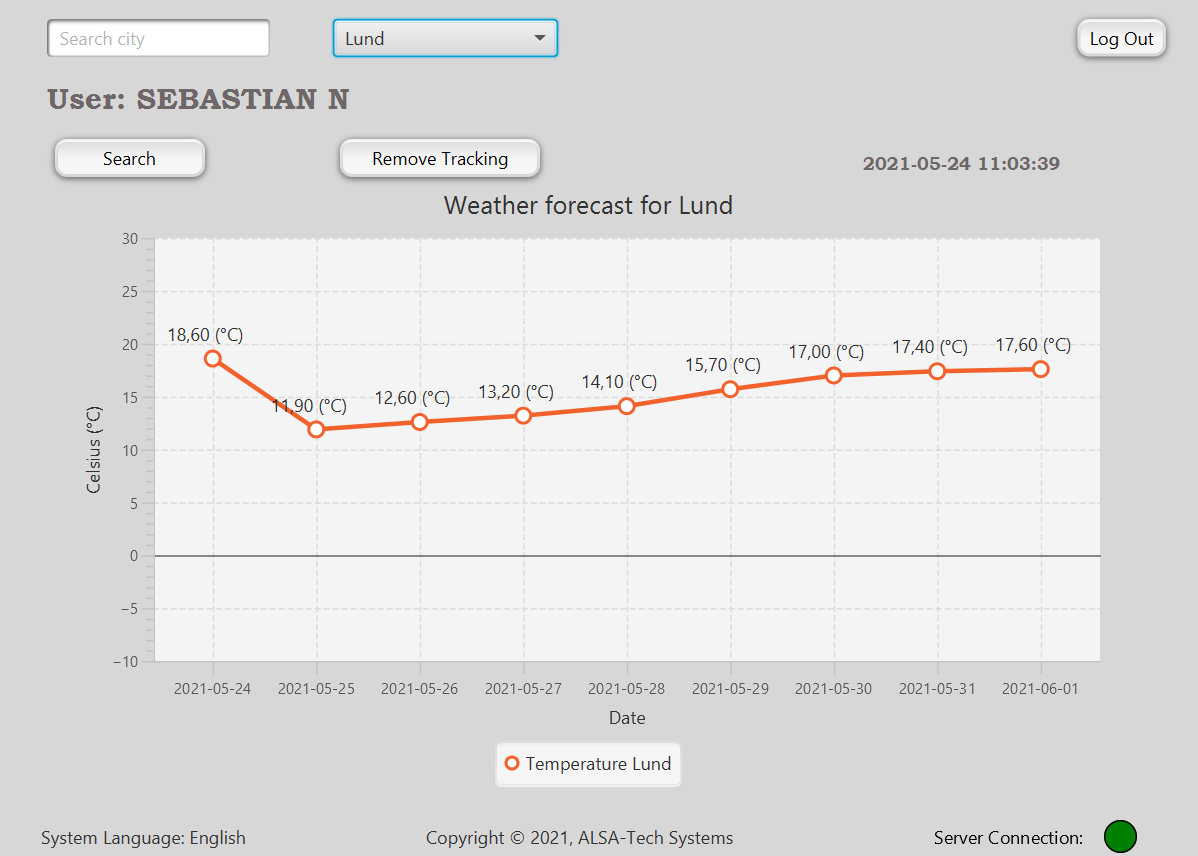 Search city
Lund
Log Out
User: SEBASTIAN N
Search
Remove Tracking
2021-05-24 11:03:39
Weather forecast for Lund
30
25
20
15
10
5
0
−5
−10
Celsius (°C)
18,60 (°C)
11,90 (°C)
12,60 (°C)
13,20 (°C)
14,10 (°C)
15,70 (°C)
17,00 (°C)
17,40 (°C)
17,60 (°C)
2021-05-24
2021-05-25
2021-05-26
2021-05-27
2021-05-28
2021-05-29
2021-05-30
2021-05-31
2021-06-01
Date
Temperature Lund
System Language: English
Copyright © 2021, ALSA-Tech Systems
Server Connection: